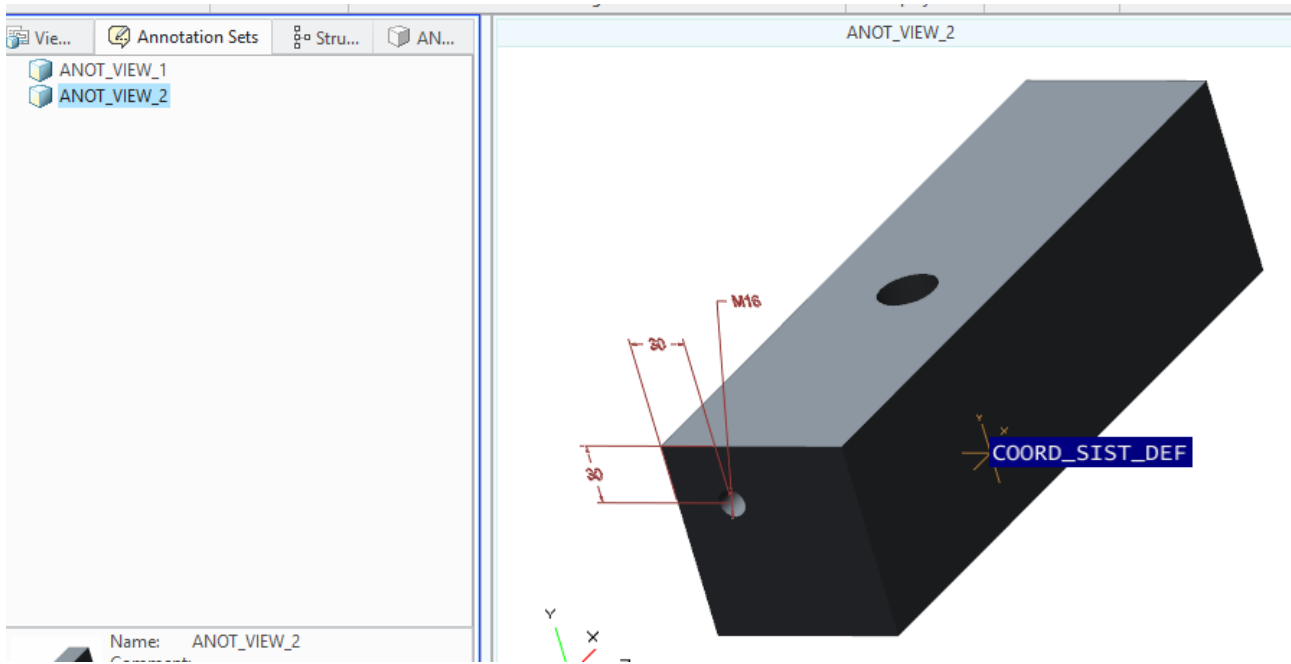 Vie...
Annotation Sets
Stru...
AN...
ANOT_VIEW_1
ANOT_VIEW_2
ANOT_VIEW_2
M16
30
30
Y
X
COORD_SIST_DEF
Y
X
Name: ANOT_VIEW_2